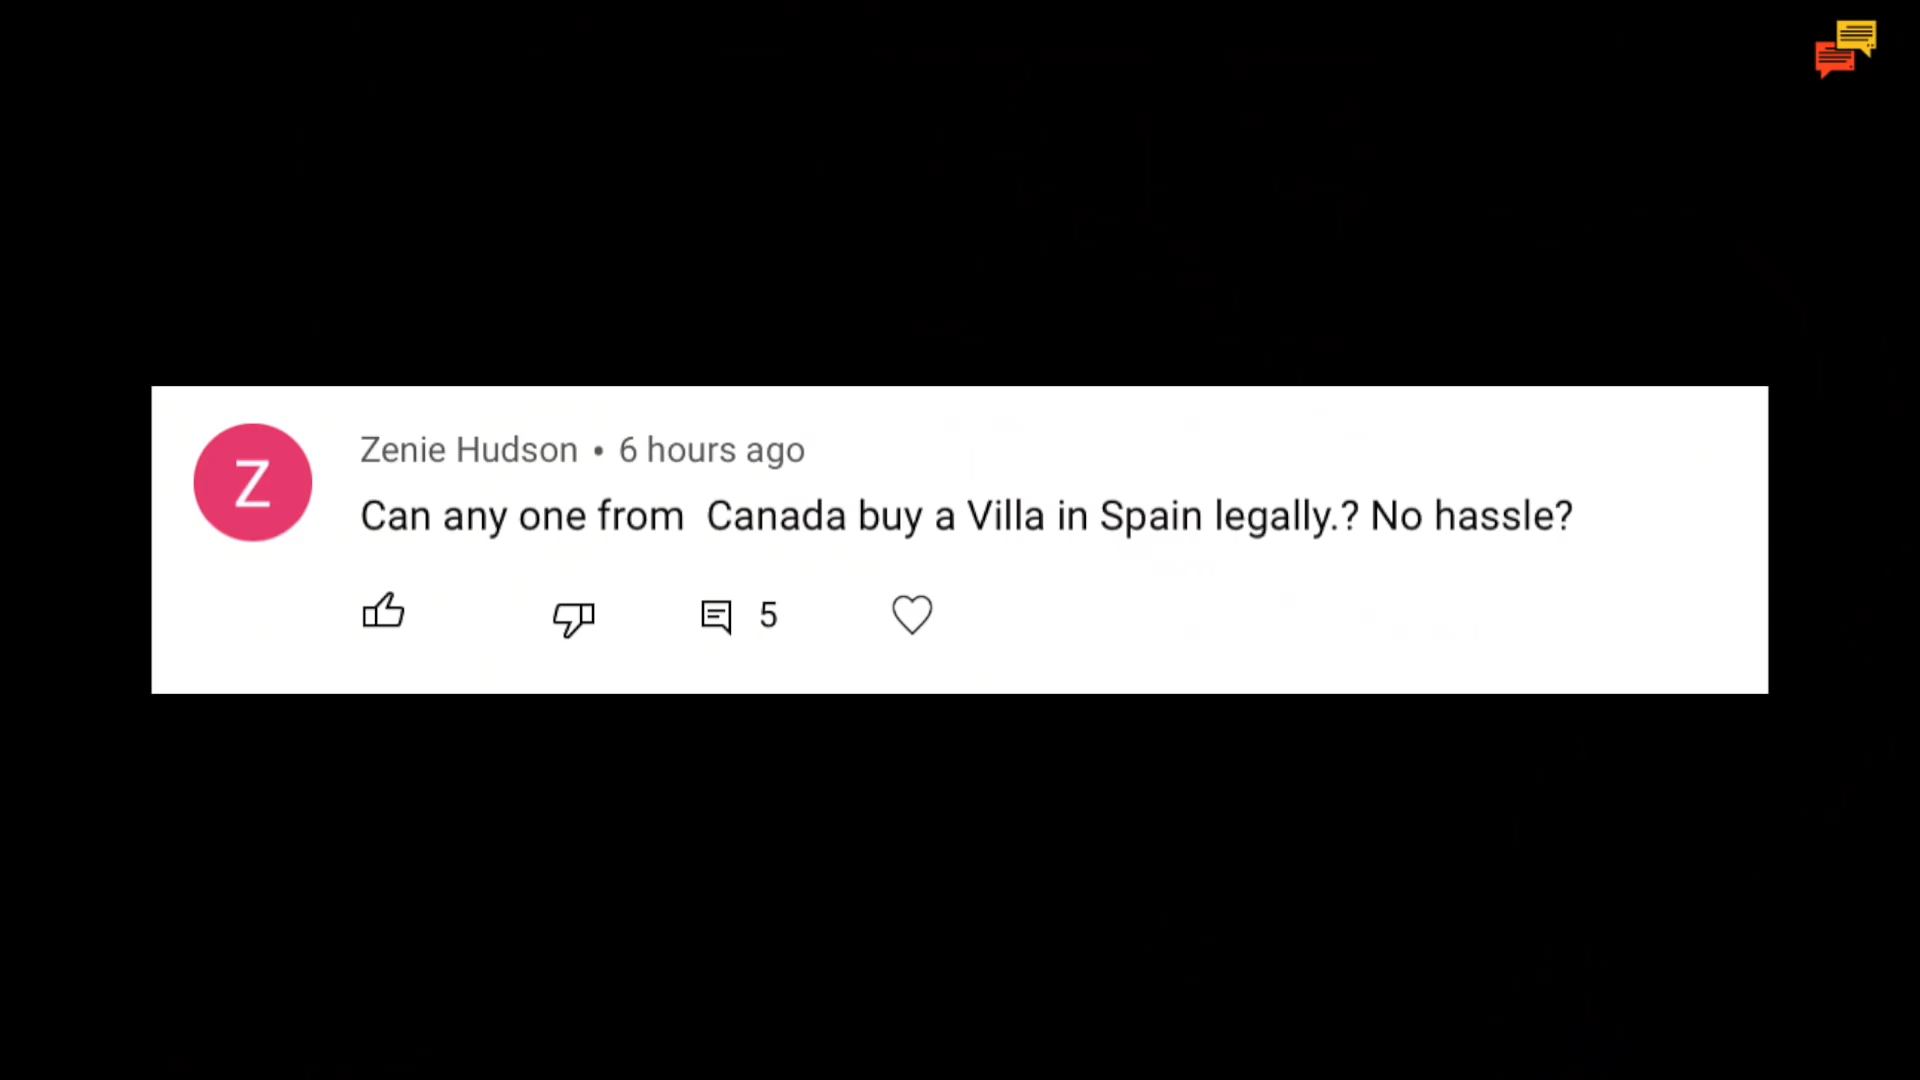 Z
Zenie Hudson • 6 hours ago
Can any one from  Canada buy a Villa in Spain legally.? No hassle?
5